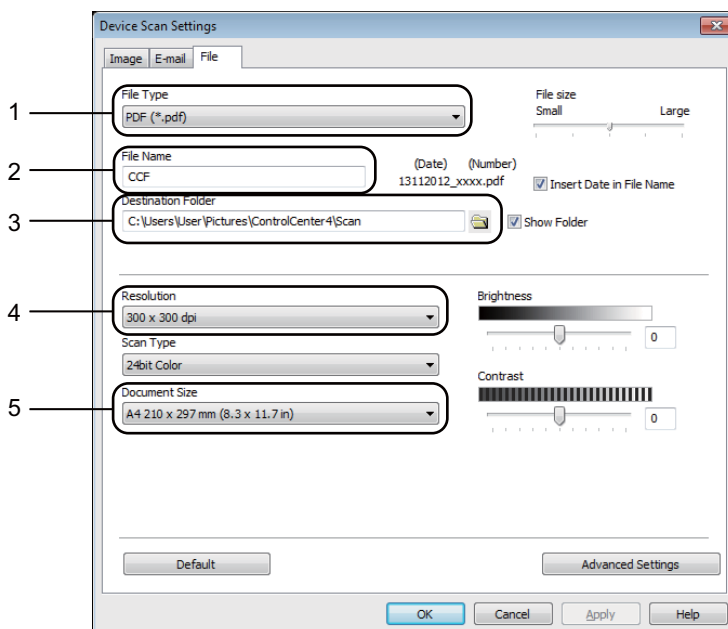 Device Scan Settings
Image E-mail File
File Type
PDF (*.pdf)
File size
Small Large
1
File Name
CCF
(Date) (Number)
13112012_xxxx.pdf
Insert Date in File Name
2
Destination Folder
C:\Users\User\Pictures\ControlCenter4\Scan
Show Folder
3
Resolution
300 x 300 dpi
4
Brightness
0
Scan Type
24bit Color
Contrast
0
Document Size
A4 210 x 297 mm (8.3 x 11.7 in)
5
Default
Advanced Settings
OK Cancel Apply Help